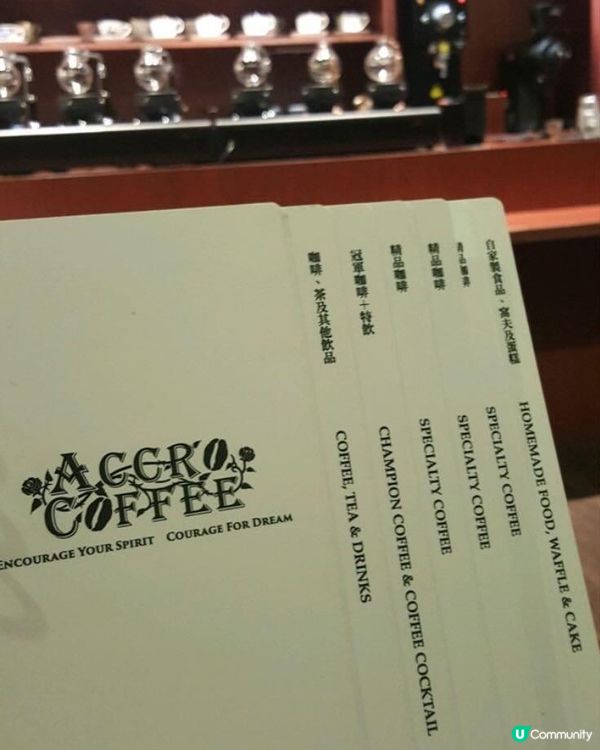 ACCRO
COFFEE
ENCOURAGE YOUR SPIRIT COURAGE FOR DREAM
咖啡、茶及其他飲品
COFFEE, TEA & DRINKS
冠軍咖啡+特飲
CHAMPION COFFEE & COFFEE COCKTAIL
精品咖啡
SPECIALTY COFFEE
精品咖啡
SPECIALTY COFFEE
精品咖啡
SPECIALTY COFFEE
自家製食品、窩夫及蛋糕
HOMEMADE FOOD, WAFFLE & CAKE
U Community